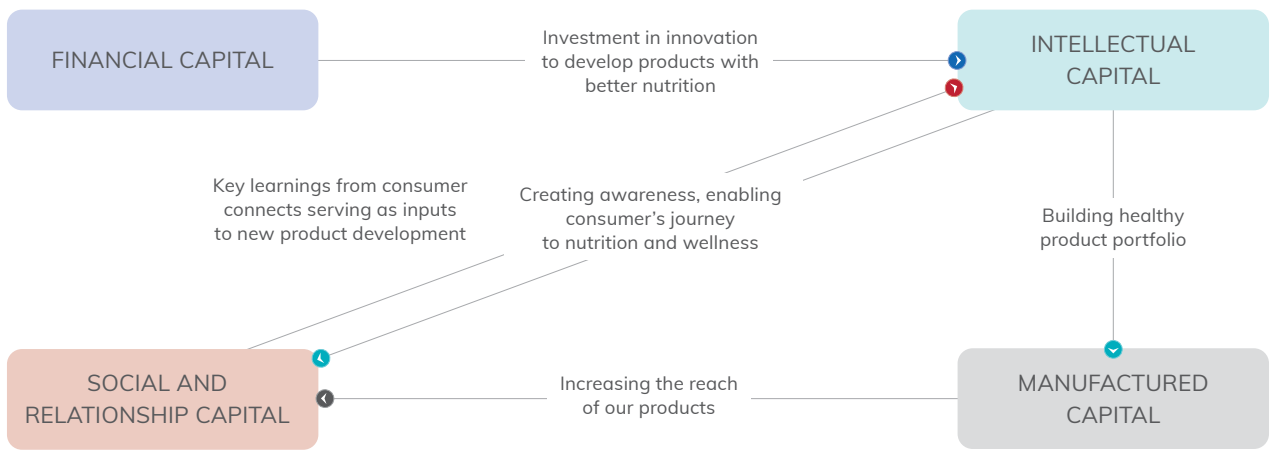 FINANCIAL CAPITAL
Investment in innovation
to develop products with
better nutrition
INTELLECTUAL
CAPITAL
Key learnings from consumer
connects serving as inputs
to new product development
Creating awareness, enabling
consumer’s journey
to nutrition and wellness
Building healthy
product portfolio
SOCIAL AND
RELATIONSHIP CAPITAL
Increasing the reach
of our products
MANUFACTURED
CAPITAL